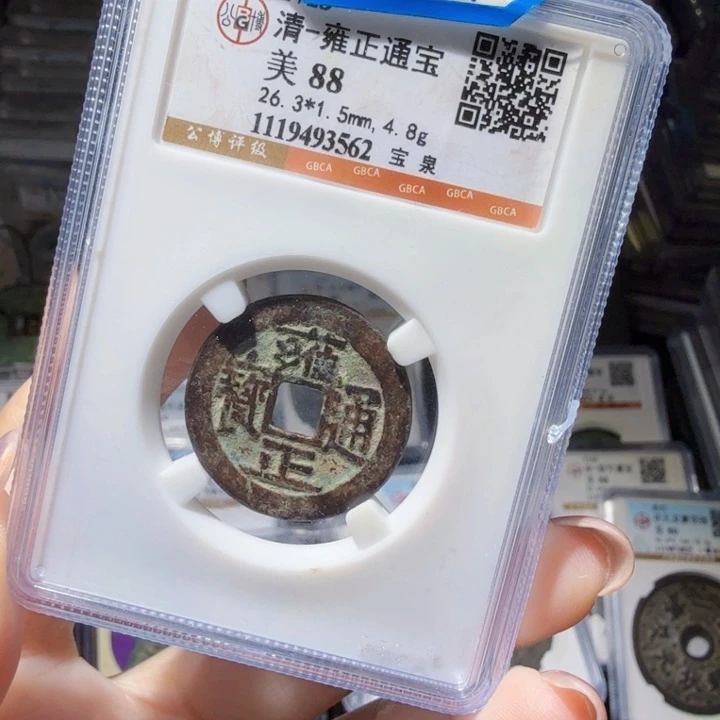 清-雍正通宝
美 88
26.3*1.5mm, 4.8g
1119493562 宝 泉
公博评级
GBCA GBCA GBCA GBCA GBCA
雍
寶 通
正